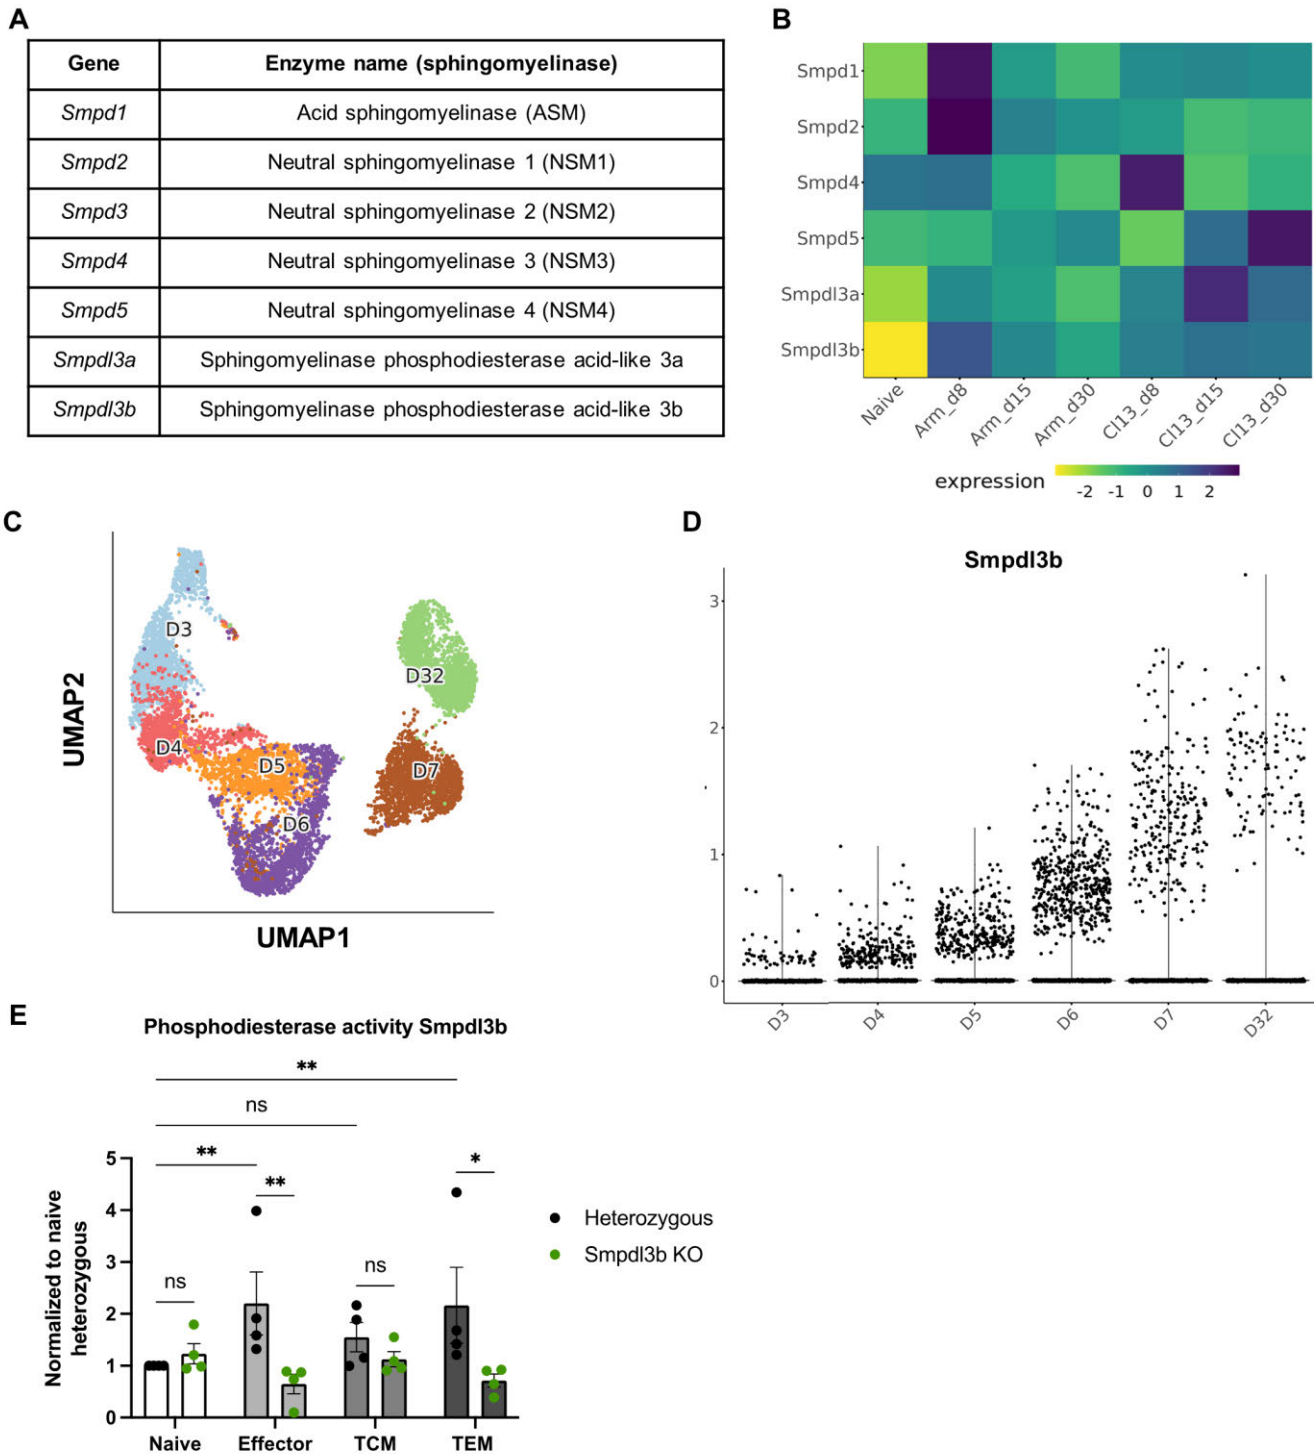 A
Gene Enzyme name (sphingomyelinase)
Smpd1 Acid sphingomyelinase (ASM)
Smpd2 Neutral sphingomyelinase 1 (NSM1)
Smpd3 Neutral sphingomyelinase 2 (NSM2)
Smpd4 Neutral sphingomyelinase 3 (NSM3)
Smpd5 Neutral sphingomyelinase 4 (NSM4)
Smpdl3a Sphingomyelinase phosphodiesterase acid-like 3a
Smpdl3b Sphingomyelinase phosphodiesterase acid-like 3b
B
Smpd1
Smpd2
Smpd4
Smpd5
Smpdl3a
Smpdl3b
Naive Arm_d8 Arm_d15 Arm_d30 Cl13_d8 Cl13_d15 Cl13_d30
expression
-2 -1 0 1 2
C
D3
D32
D4
D5
D7
D6
UMAP2
UMAP1
D
Smpdl3b
3
2
1
0
D3 D4 D5 D6 D7 D32
E
Phosphodiesterase activity Smpdl3b
**
ns
**
**
*
ns
ns
Normalized to naive
heterozygous
5
4
3
2
1
0
Naive Effector TCM TEM
Heterozygous
Smpdl3b KO